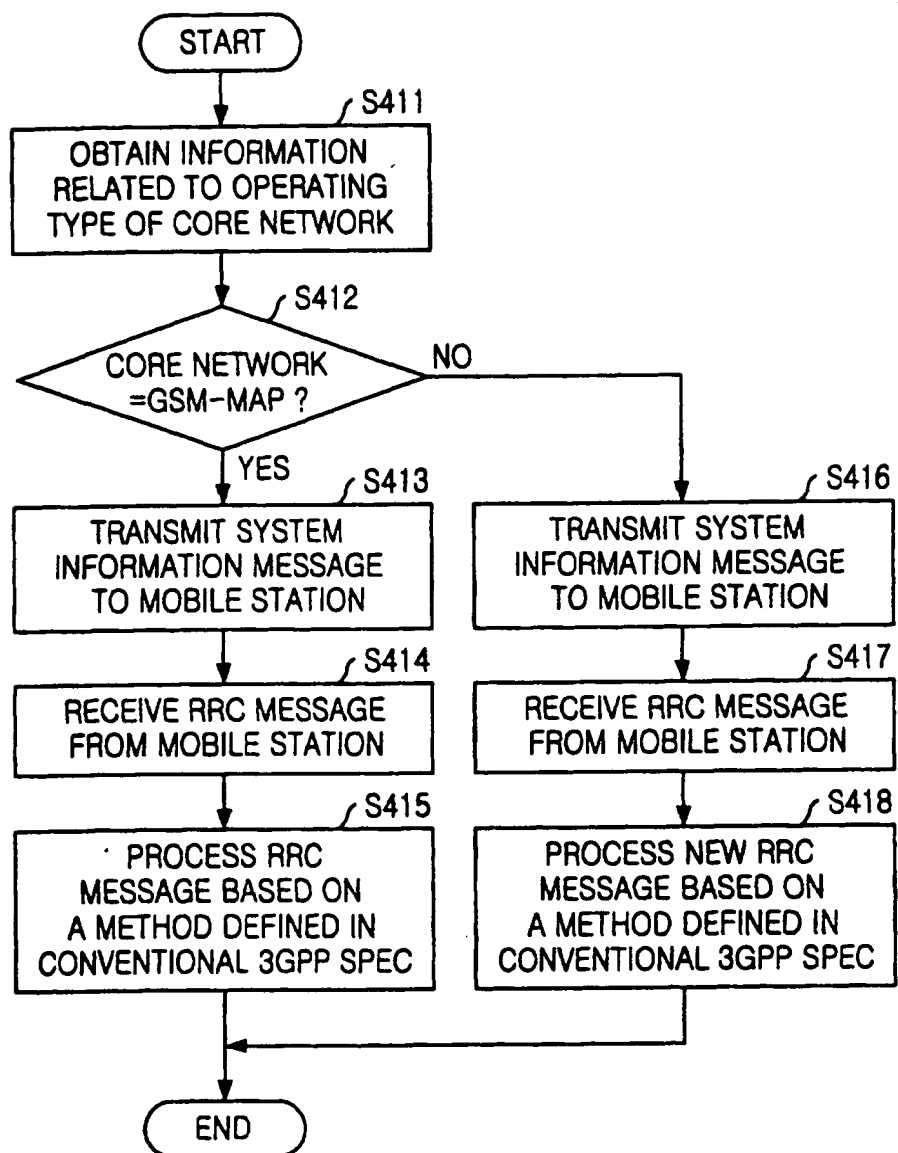 START
S411
OBTAIN INFORMATION
RELATED TO OPERATING
TYPE OF CORE NETWORK
S412
CORE NETWORK
=GSM-MAP ?
NO
YES
S413
TRANSMIT SYSTEM
INFORMATION MESSAGE
TO MOBILE STATION
S414
RECEIVE RRC MESSAGE
FROM MOBILE STATION
S415
PROCESS RRC
MESSAGE BASED ON
A METHOD DEFINED IN
CONVENTIONAL 3GPP SPEC
S416
TRANSMIT SYSTEM
INFORMATION MESSAGE
TO MOBILE STATION
S417
RECEIVE RRC MESSAGE
FROM MOBILE STATION
S418
PROCESS NEW RRC
MESSAGE BASED ON
A METHOD DEFINED IN
CONVENTIONAL 3GPP SPEC
END